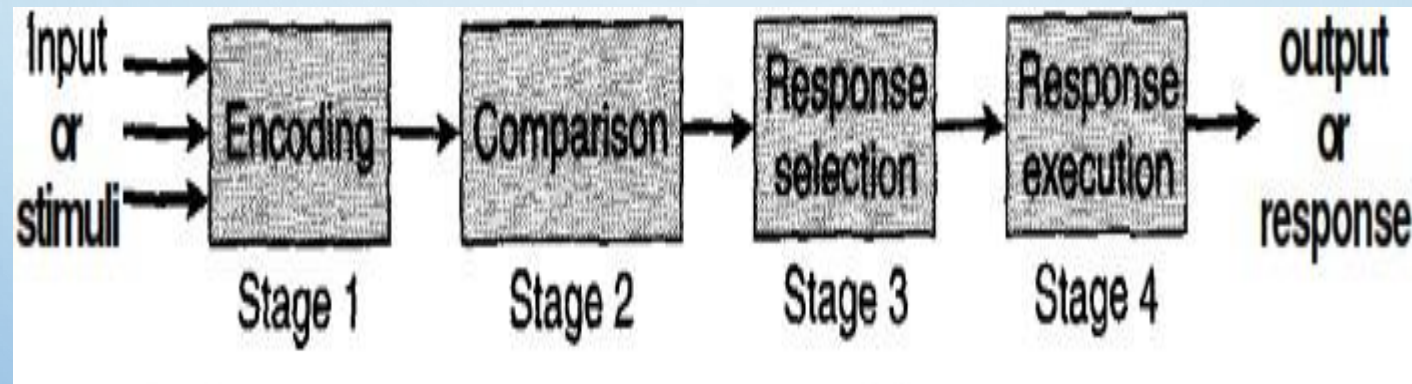 Input
or
stimuli
Encoding
Stage 1
Comparison
Stage 2
Response
selection
Stage 3
Response
execution
Stage 4
output
or
response